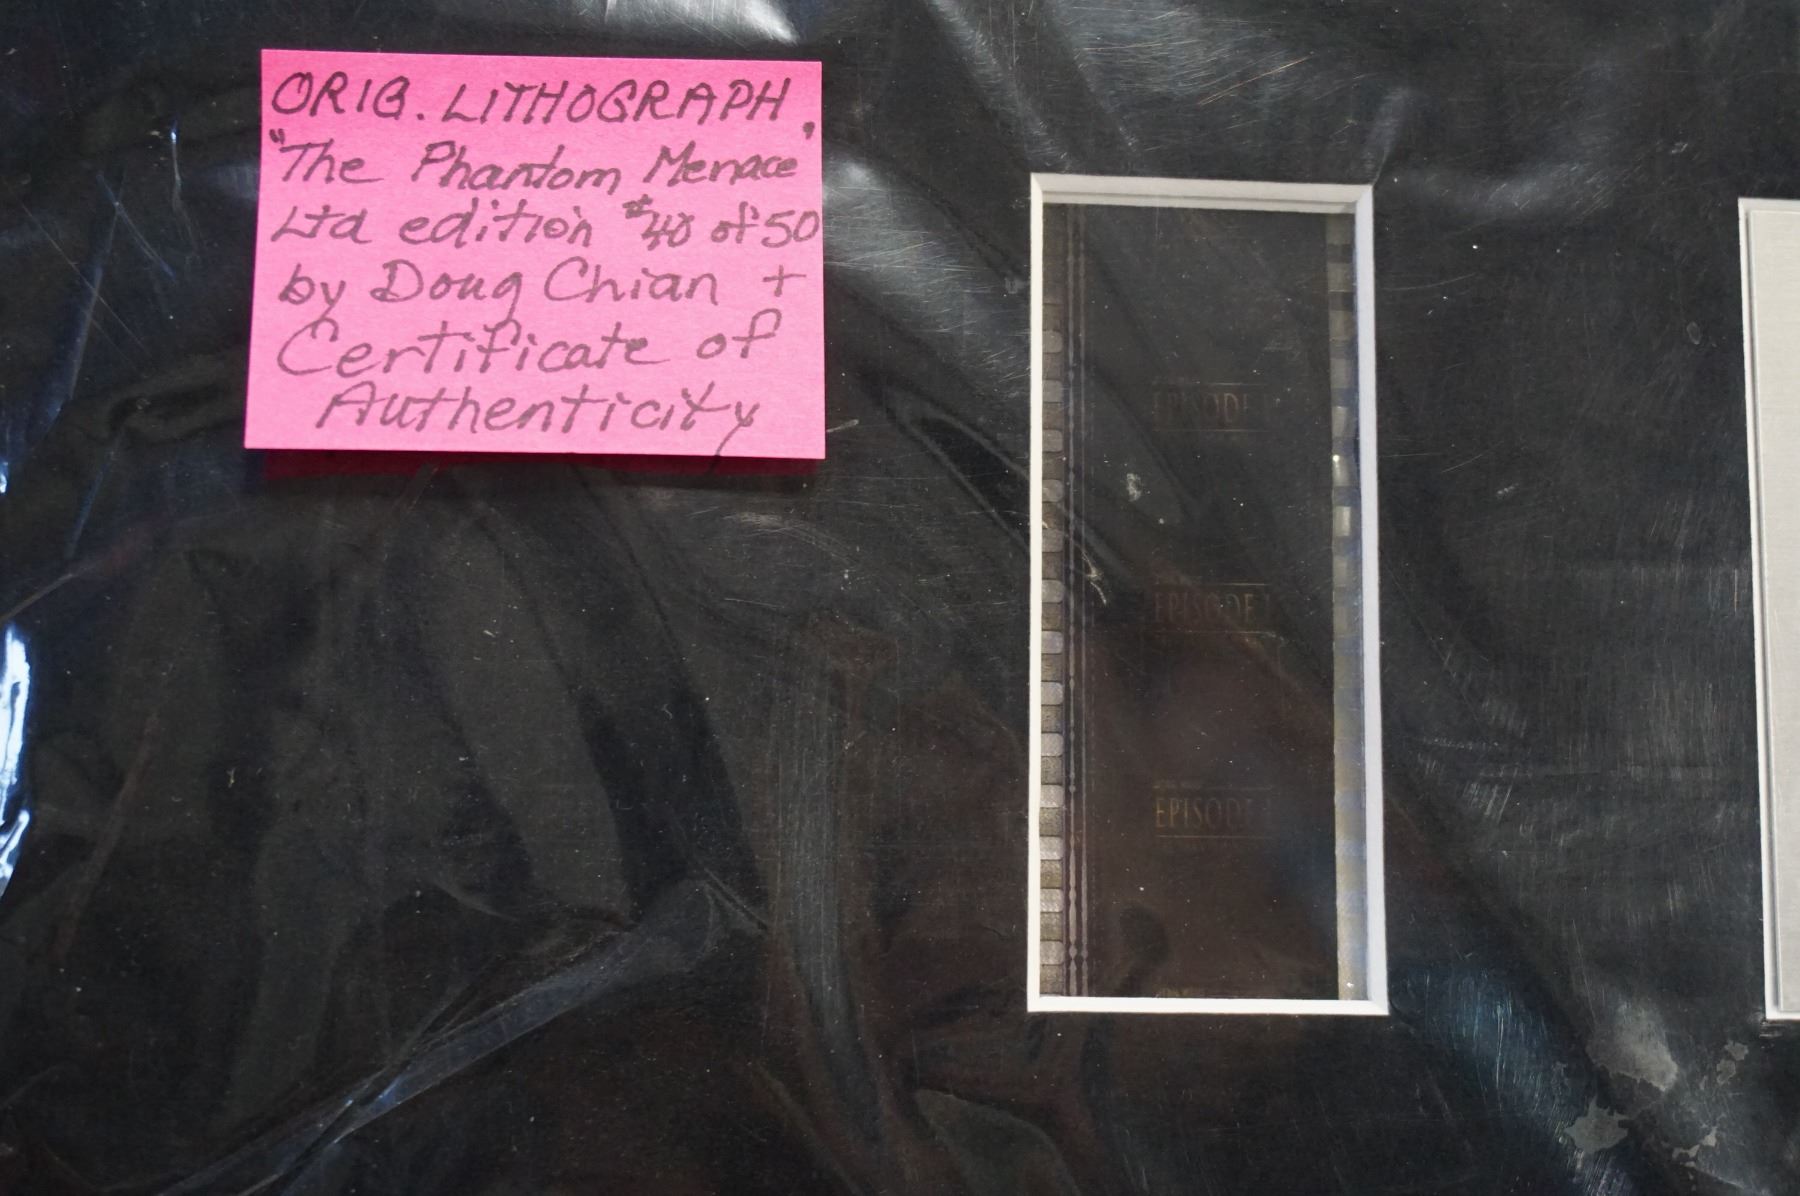 ORIG. LITHOGRAPH
"The Phantom Menace"
Ltd edition #40 of 50
by Doug Chian +
Certificate of
Authenticity
EPISODE I
EPISODE I
EPISODE I